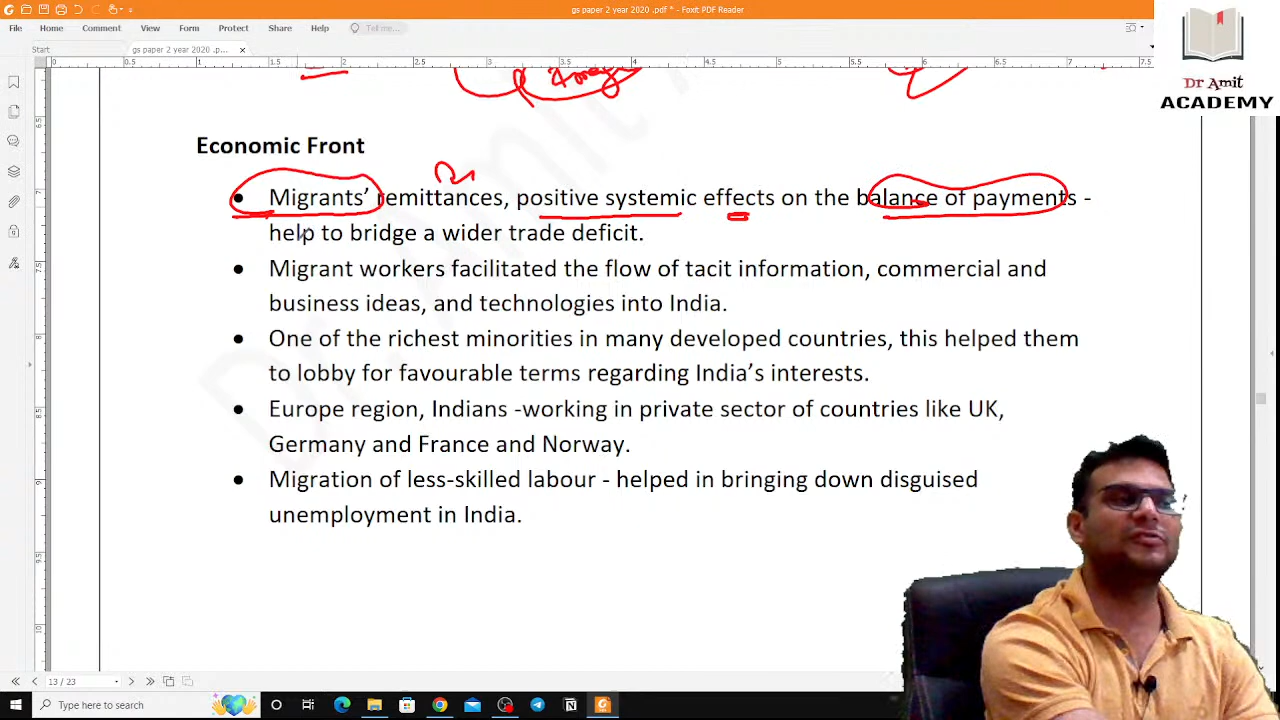 gs paper 2 year 2020 .pdf * - Foxit PDF Reader
File Home Comment View Form Protect Share Help Tell me...
Start gs paper 2 year 2020 .p...
Dr Amit
ACADEMY
Economic Front
• Migrants’ remittances, positive systemic effects on the balance of payments -
help to bridge a wider trade deficit.
• Migrant workers facilitated the flow of tacit information, commercial and
business ideas, and technologies into India.
• One of the richest minorities in many developed countries, this helped them
to lobby for favourable terms regarding India’s interests.
• Europe region, Indians -working in private sector of countries like UK,
Germany and France and Norway.
• Migration of less-skilled labour - helped in bringing down disguised
unemployment in India.
13 / 23
Type here to search